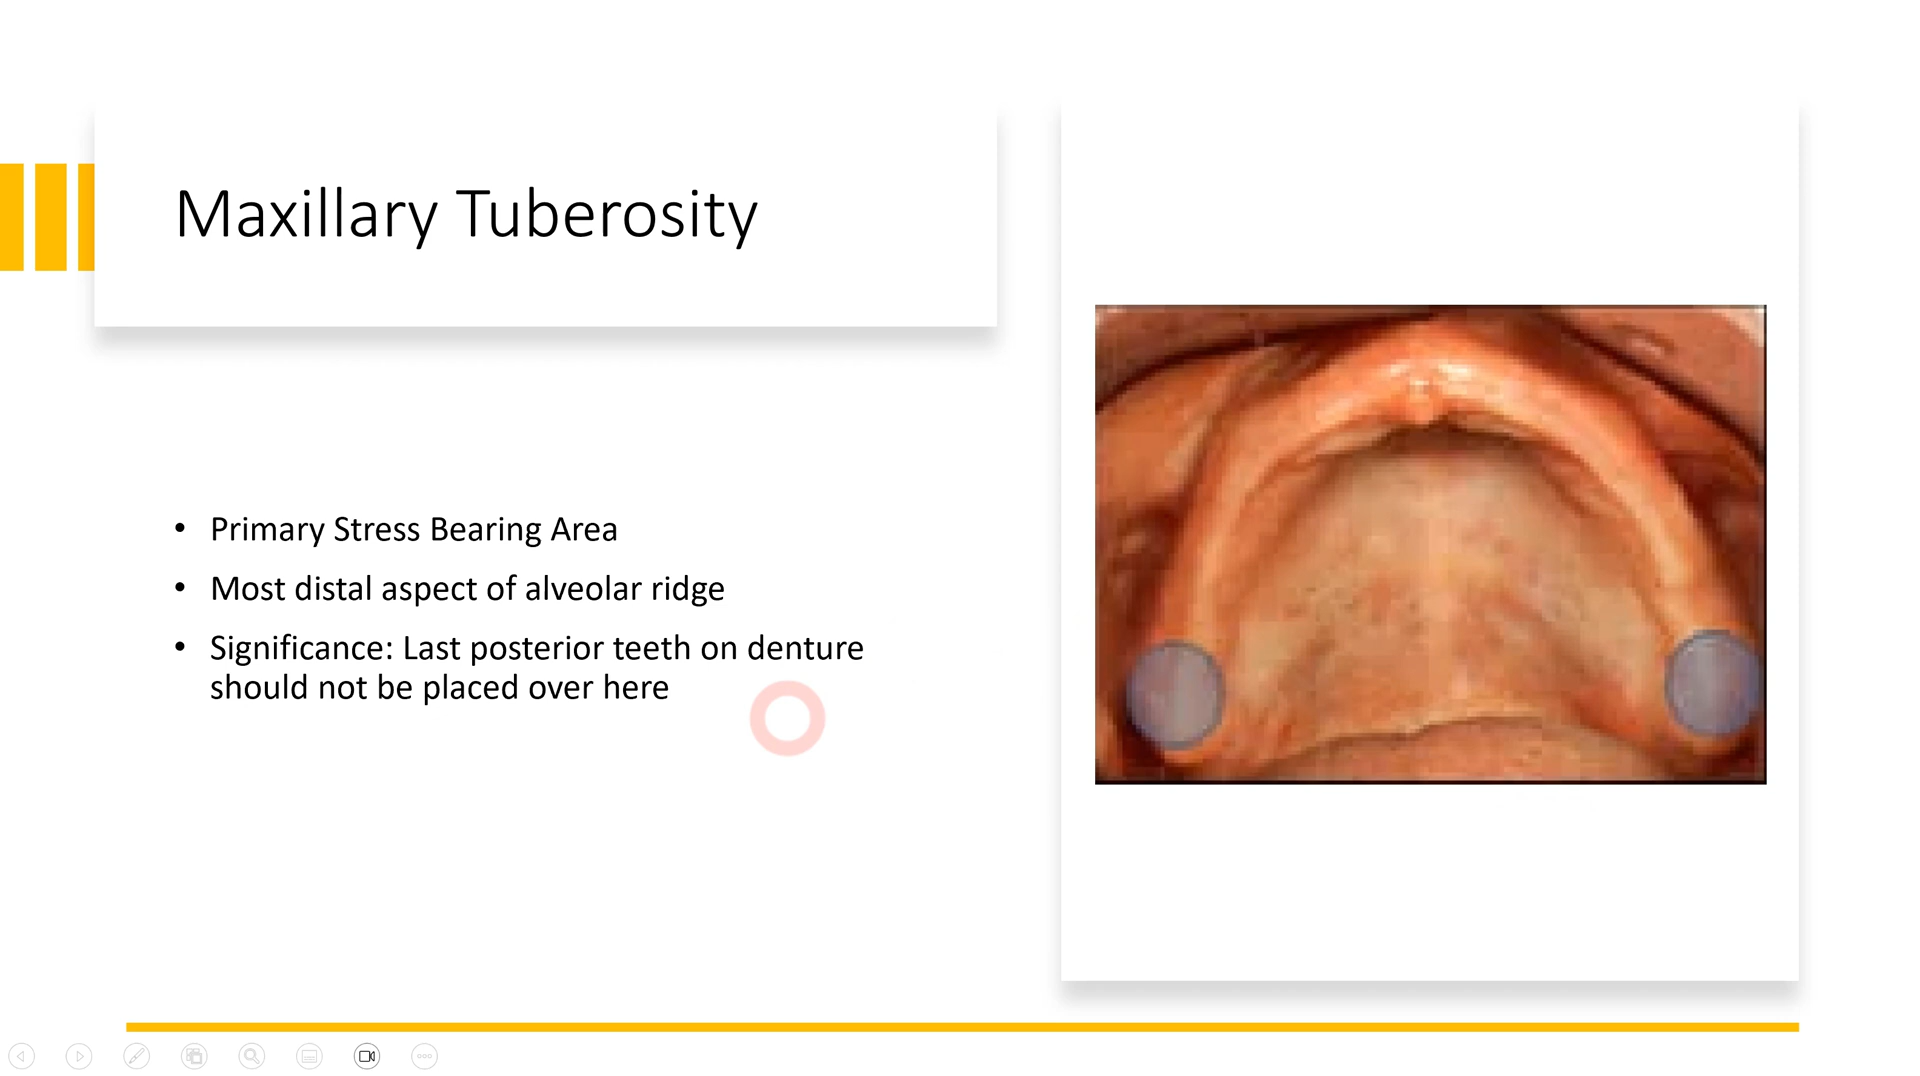 Maxillary Tuberosity
• Primary Stress Bearing Area
• Most distal aspect of alveolar ridge
• Significance: Last posterior teeth on denture
should not be placed over here